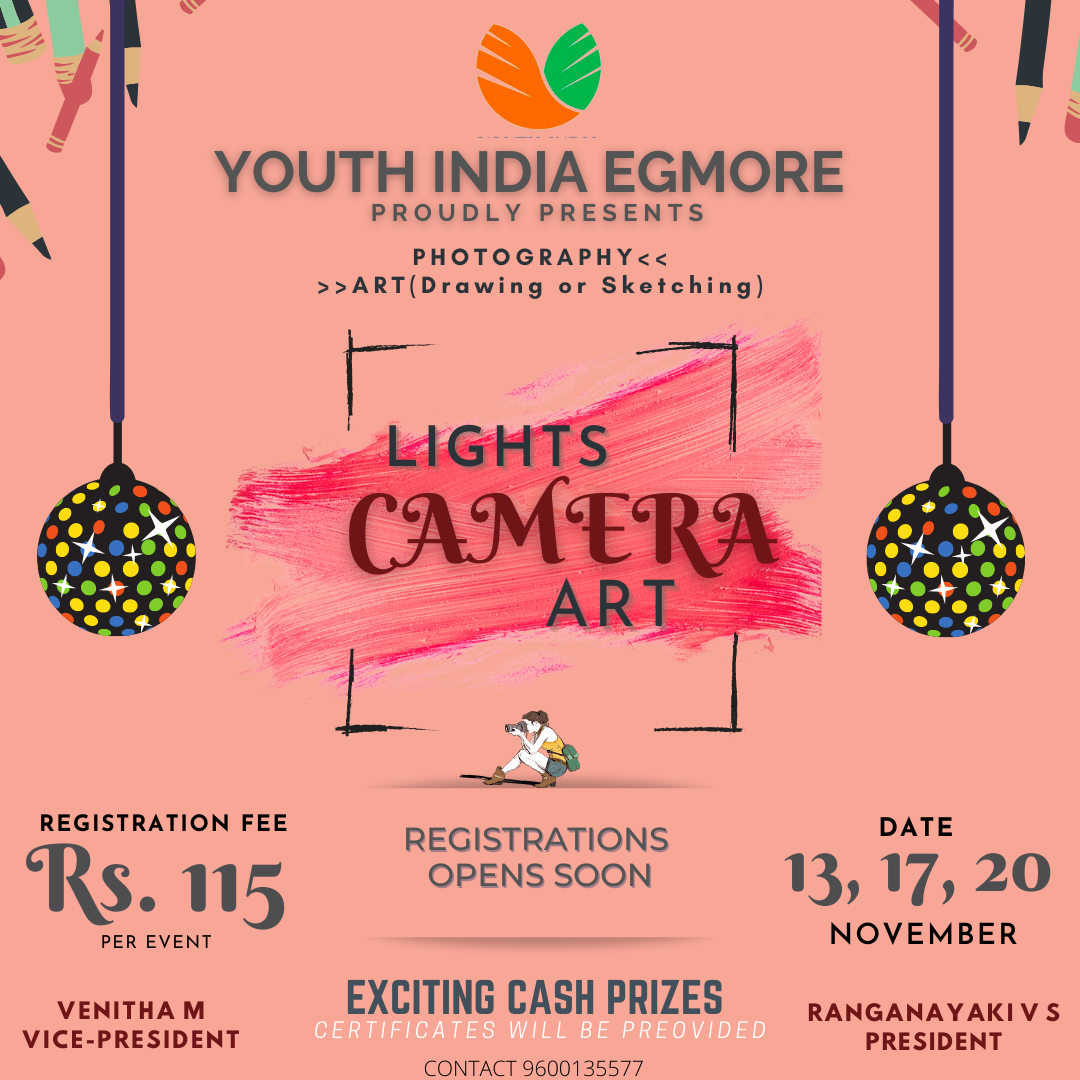 YOUTH INDIA EGMORE
PROUDLY PRESENTS
PHOTOGRAPHY<<
>>ART(Drawing or Sketching)
LIGHTS
CAMERA
ART
REGISTRATION FEE
Rs. 115
PER EVENT
REGISTRATIONS
OPENS SOON
DATE
13, 17, 20
NOVEMBER
VENITHA M
VICE-PRESIDENT
EXCITING CASH PRIZES
CERTIFICATES WILL BE PREOVIDED
CONTACT 9600135577
RANGANAYAKI V S
PRESIDENT